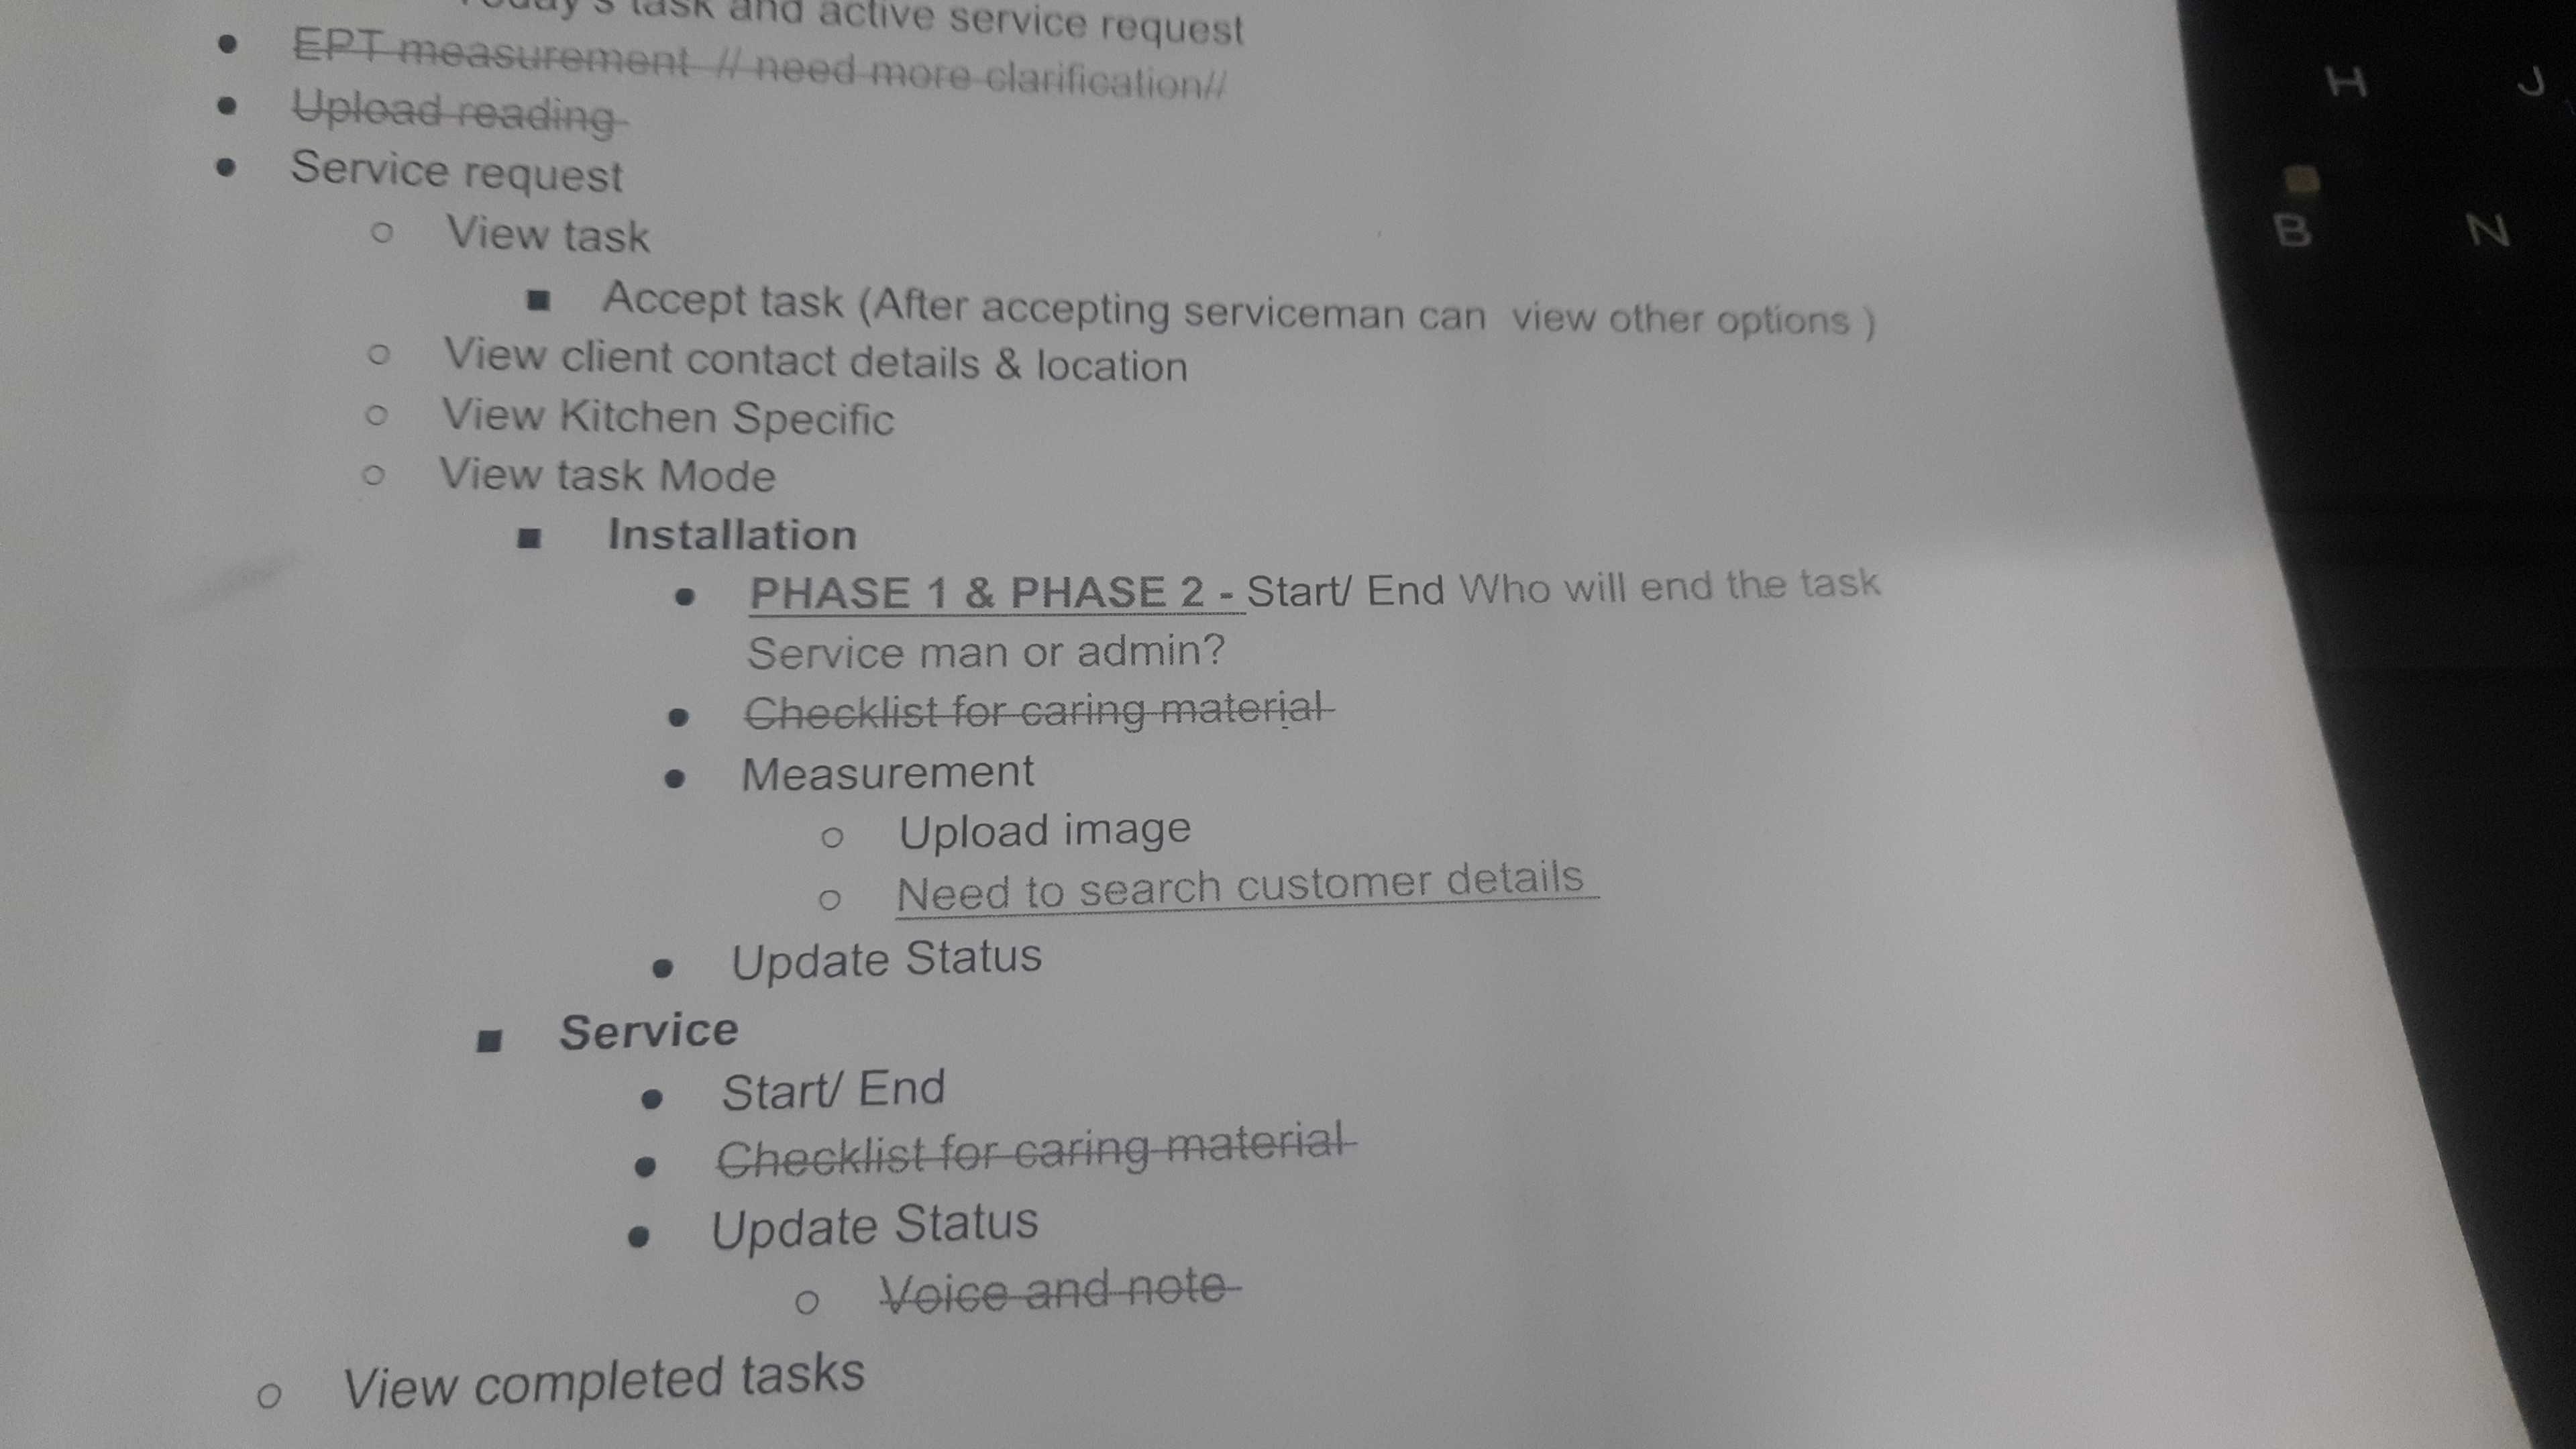 task and active service request
• EPT measurement // need more clarification//
• Upload reading
• Service request
○ View task
■ Accept task (After accepting serviceman can view other options )
○ View client contact details & location
○ View Kitchen Specific
○ View task Mode
■ Installation
• PHASE 1 & PHASE 2 - Start/ End Who will end the task
Service man or admin?
• Checklist for caring material
• Measurement
○ Upload image
○ Need to search customer details
• Update Status
■ Service
• Start/ End
• Checklist for caring material
• Update Status
○ Voice and note
○ View completed tasks
H J
B N